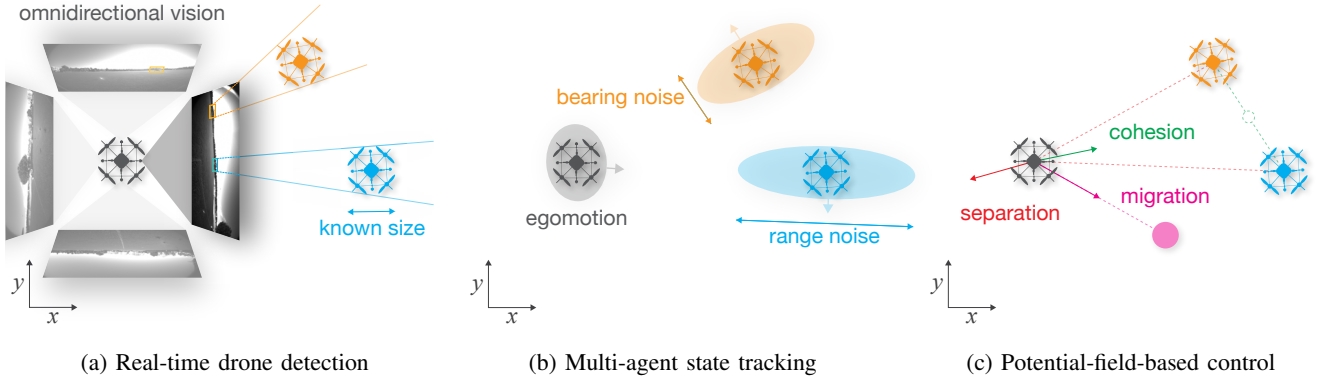 omnidirectional vision
known size
y
x
(a) Real-time drone detection
bearing noise
egomotion
range noise
y
x
(b) Multi-agent state tracking
cohesion
migration
separation
y
x
(c) Potential-field-based control